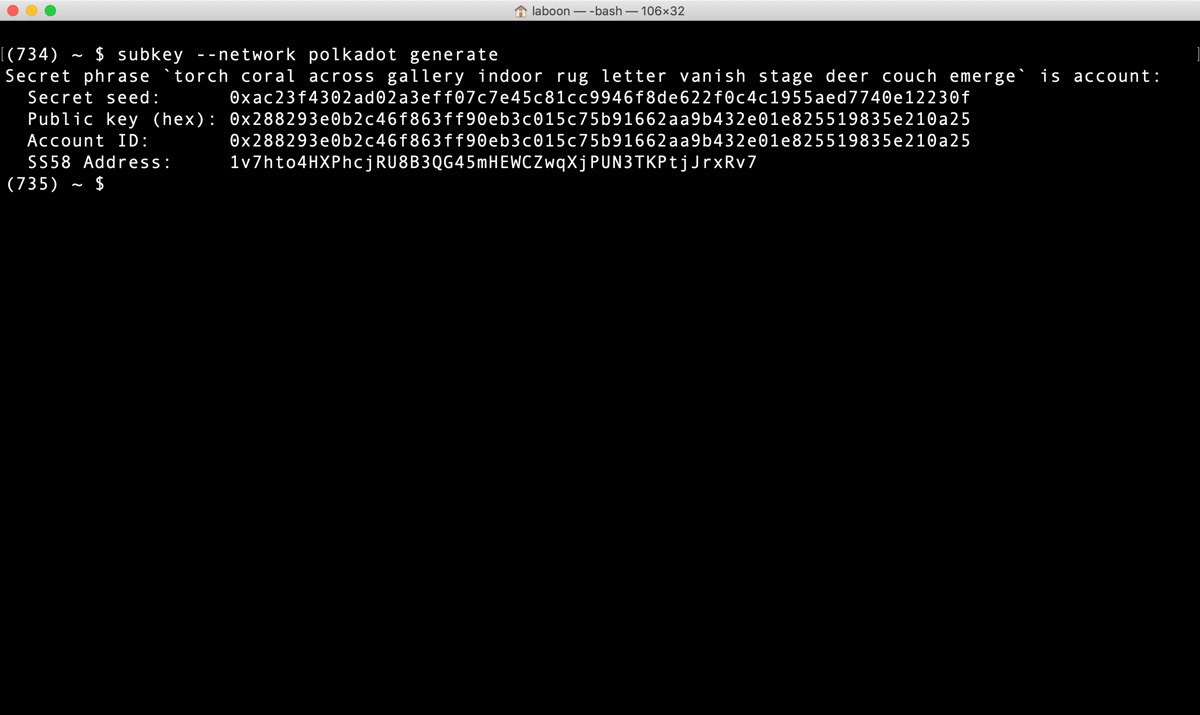 laboon — -bash — 106×32
[(734) ~ $ subkey --network polkadot generate ]
Secret phrase `torch coral across gallery indoor rug letter vanish stage deer couch emerge` is account:
  Secret seed:      0xac23f4302ad02a3eff07c7e45c81cc9946f8de622f0c4c1955aed7740e12230f
  Public key (hex): 0x288293e0b2c46f863ff90eb3c015c75b91662aa9b432e01e825519835e210a25
  Account ID:       0x288293e0b2c46f863ff90eb3c015c75b91662aa9b432e01e825519835e210a25
  SS58 Address:     1v7hto4HXPhcjRU8B3QG45mHEWCZwqXjPUN3TKPtjJrxRv7
(735) ~ $